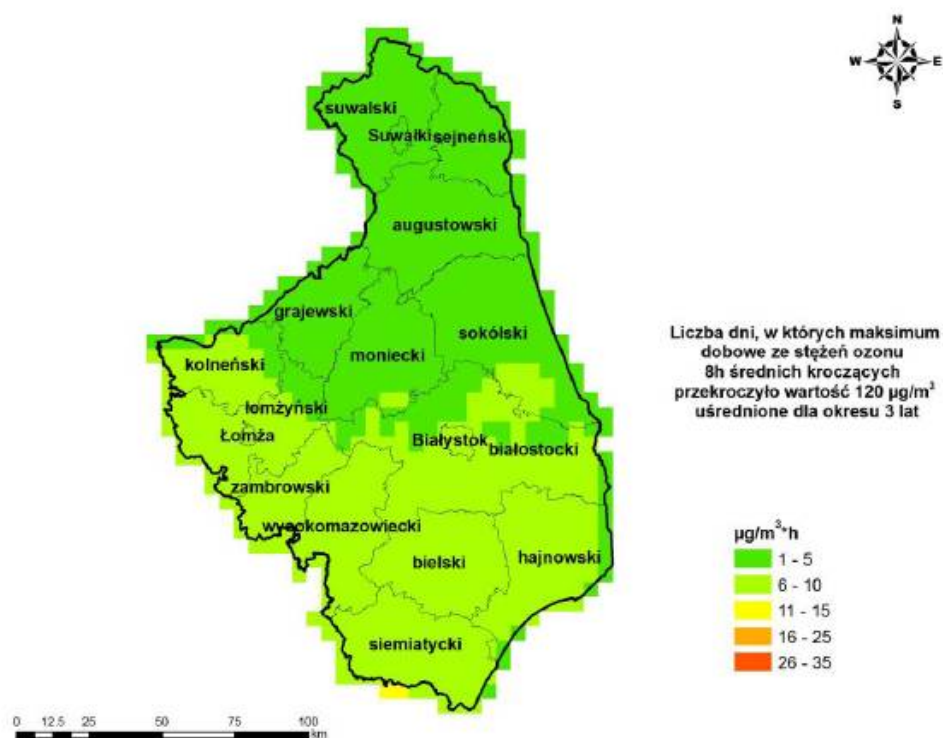 N
W E
S
suwalski
Suwałki sejneńsk
augustowski
grajewski
sokólski
moniecki
kolneński
łomżyński
Łomża
Białystok
białostocki
zambrowski
wysokomazowiecki
bielski
hajnowski
siemiatycki
Liczba dni, w których maksimum
dobowe ze stężeń ozonu
8h średnich kroczących
przekroczyło wartość 120 µg/m³
uśrednione dla okresu 3 lat
µg/m³*h
1 - 5
6 - 10
11 - 15
16 - 25
26 - 35
0 12.5 25 50 75 100
km